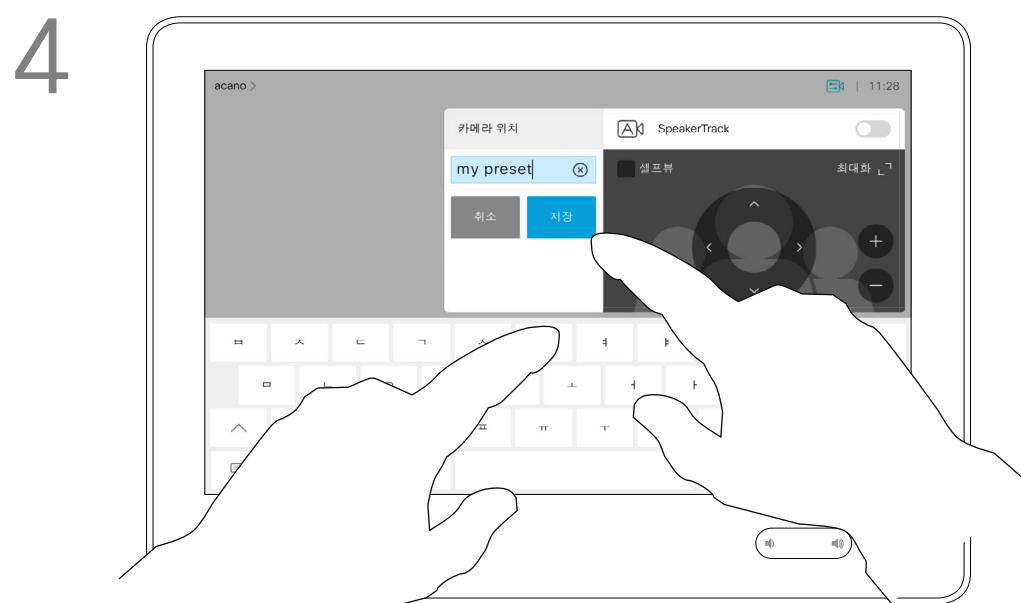 4
acano >
11:28
카메라 위치
SpeakerTrack
my preset
셀프뷰
최대화
취소
저장
ㅂ ㅈ ㄷ ㄱ ㅅ ㅕ ㅑ
ㅁ ㄴ ㅗ ㅓ ㅏ
ㅍ ㅠ ㅜ